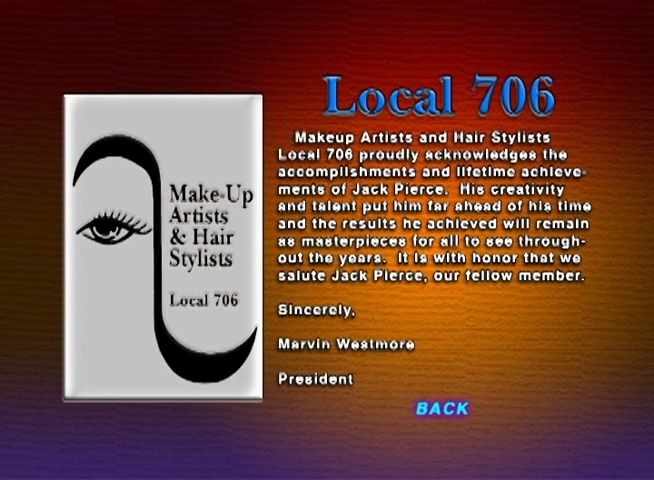 Local 706
Make-Up
Artists
& Hair
Stylists
Local 706
Makeup Artists and Hair Stylists
Local 706 proudly acknowledges the
accomplishments and lifetime achieve-
ments of Jack Pierce. His creativity
and talent put him far ahead of his time
and the results he achieved will remain
as masterpieces for all to see through-
out the years. It is with honor that we
salute Jack Pierce, our fellow member.
Sincerely,
Marvin Westmore
President
BACK